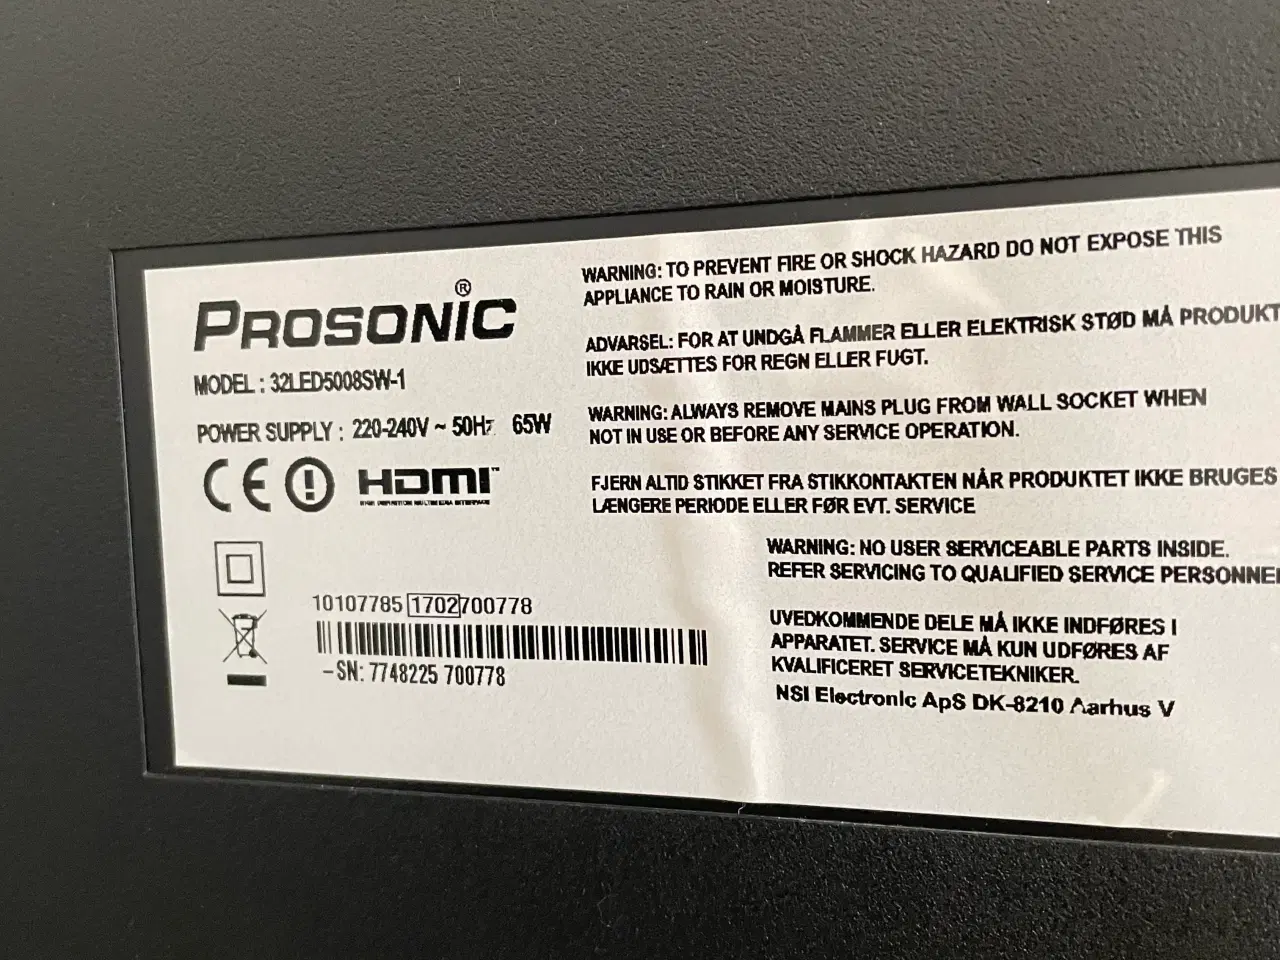 PROSONIC®
MODEL : 32LED5008SW-1
POWER SUPPLY : 220-240V ~ 50Hz 65W
CE HDMI™
HIGH DEFINITION MULTIMEDIA INTERFACE
10107785 1702 700778
-SN: 7748225 700778
WARNING: TO PREVENT FIRE OR SHOCK HAZARD DO NOT EXPOSE THIS
APPLIANCE TO RAIN OR MOISTURE.
ADVARSEL: FOR AT UNDGÅ FLAMMER ELLER ELEKTRISK STØD MÅ PRODUKT
IKKE UDSÆTTES FOR REGN ELLER FUGT.
WARNING: ALWAYS REMOVE MAINS PLUG FROM WALL SOCKET WHEN
NOT IN USE OR BEFORE ANY SERVICE OPERATION.
FJERN ALTID STIKKET FRA STIKKONTAKTEN NÅR PRODUKTET IKKE BRUGES
LÆNGERE PERIODE ELLER FØR EVT. SERVICE
WARNING: NO USER SERVICEABLE PARTS INSIDE.
REFER SERVICING TO QUALIFIED SERVICE PERSONNEL
UVEDKOMMENDE DELE MÅ IKKE INDFØRES I
APPARATET. SERVICE MÅ KUN UDFØRES AF
KVALIFICERET SERVICETEKNIKER.
NSI Electronic ApS DK-8210 Aarhus V